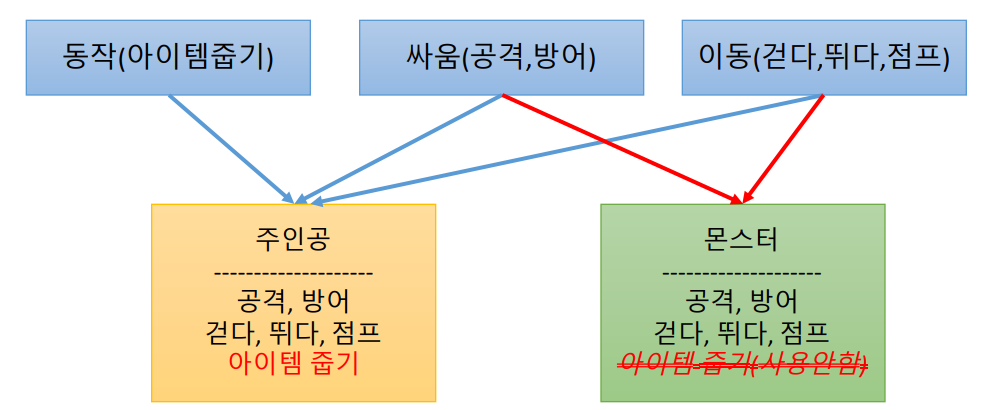 동작(아이템줍기)
싸움(공격,방어)
이동(걷다,뛰다,점프)
주인공
--------------------
공격, 방어
걷다, 뛰다, 점프
아이템 줍기
몬스터
--------------------
공격, 방어
걷다, 뛰다, 점프
아이템 줍기(사용안함)